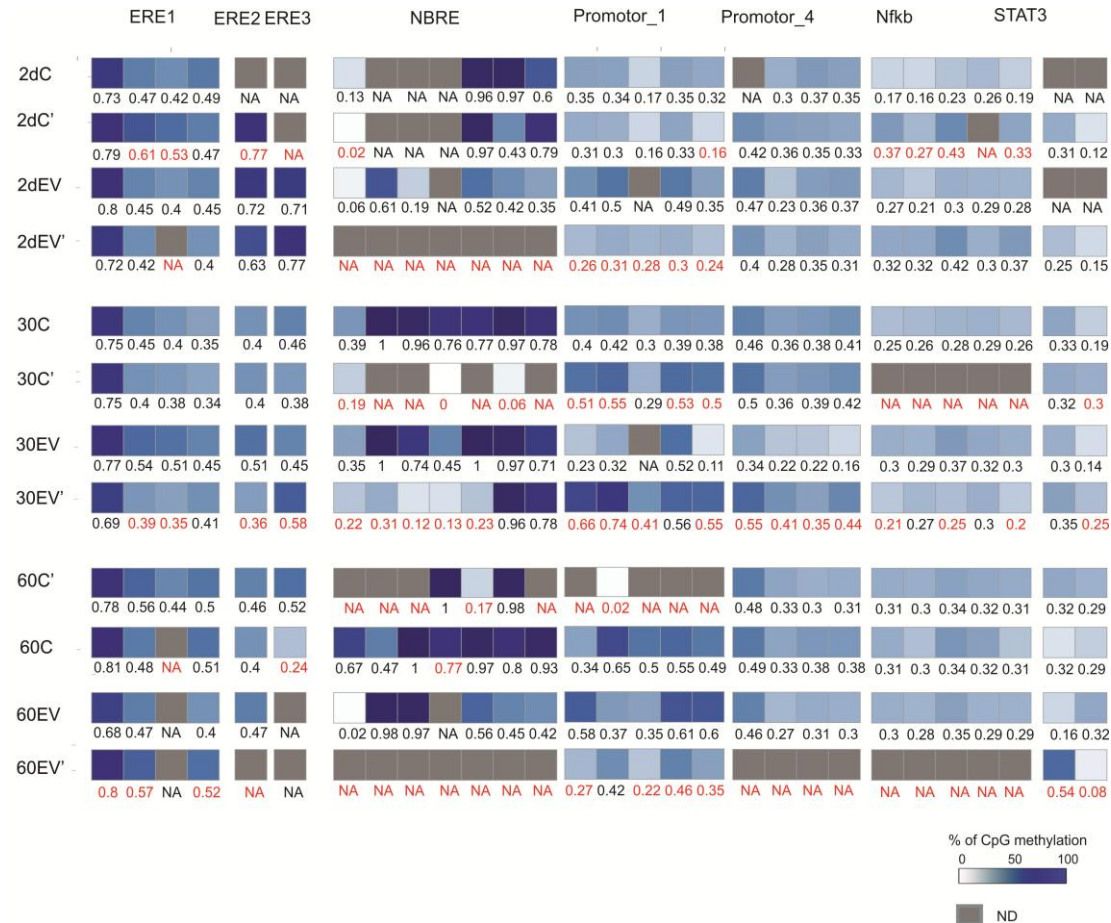 ERE1 ERE2 ERE3 NBRE Promotor_1 Promotor_4 Nfkb STAT3
2dC
0.73 0.47 0.42 0.49 NA NA 0.13 NA NA NA 0.96 0.97 0.6 0.35 0.34 0.17 0.35 0.32 NA 0.3 0.37 0.35 0.17 0.16 0.23 0.26 0.19 NA NA
2dC’
0.79 0.61 0.53 0.47 0.77 NA 0.02 NA NA NA 0.97 0.43 0.79 0.31 0.3 0.16 0.33 0.16 0.42 0.36 0.35 0.33 0.37 0.27 0.43 NA 0.33 0.31 0.12
2dEV
0.8 0.45 0.4 0.45 0.72 0.71 0.06 0.61 0.19 NA 0.52 0.42 0.35 0.41 0.5 NA 0.49 0.35 0.47 0.23 0.36 0.37 0.27 0.21 0.3 0.29 0.28 NA NA
2dEV’
0.72 0.42 NA 0.4 0.63 0.77 NA NA NA NA NA NA NA 0.26 0.31 0.28 0.3 0.24 0.4 0.28 0.35 0.31 0.32 0.32 0.42 0.3 0.37 0.25 0.15
30C
0.75 0.45 0.4 0.35 0.4 0.46 0.39 1 0.96 0.76 0.77 0.97 0.78 0.4 0.42 0.3 0.39 0.38 0.46 0.36 0.38 0.41 0.25 0.26 0.28 0.29 0.26 0.33 0.19
30C’
0.75 0.4 0.38 0.34 0.4 0.38 0.19 NA NA 0 NA 0.06 NA 0.51 0.55 0.29 0.53 0.5 0.5 0.36 0.39 0.42 NA NA NA NA NA 0.32 0.3
30EV
0.77 0.54 0.51 0.45 0.51 0.45 0.35 1 0.74 0.45 1 0.97 0.71 0.23 0.32 NA 0.52 0.11 0.34 0.22 0.22 0.16 0.3 0.29 0.37 0.32 0.3 0.3 0.14
30EV’
0.69 0.39 0.35 0.41 0.36 0.58 0.22 0.31 0.12 0.13 0.23 0.96 0.78 0.66 0.74 0.41 0.56 0.55 0.55 0.41 0.35 0.44 0.21 0.27 0.25 0.3 0.2 0.35 0.25
60C’
0.78 0.56 0.44 0.5 0.46 0.52 NA NA NA 1 0.17 0.98 NA NA 0.02 NA NA NA 0.48 0.33 0.3 0.31 0.31 0.3 0.34 0.32 0.31 0.32 0.29
60C
0.81 0.48 NA 0.51 0.4 0.24 0.67 0.47 1 0.77 0.97 0.8 0.93 0.34 0.65 0.5 0.55 0.49 0.49 0.33 0.38 0.38 0.31 0.3 0.34 0.32 0.31 0.32 0.29
60EV
0.68 0.47 NA 0.4 0.47 NA 0.02 0.98 0.97 NA 0.56 0.45 0.42 0.58 0.37 0.35 0.61 0.6 0.46 0.27 0.31 0.3 0.3 0.28 0.35 0.29 0.29 0.16 0.32
60EV’
0.8 0.57 NA 0.52 NA NA NA NA NA NA NA NA NA 0.27 0.42 0.22 0.46 0.35 NA NA NA NA NA NA NA NA NA 0.54 0.08
% of CpG methylation
0 50 100
ND